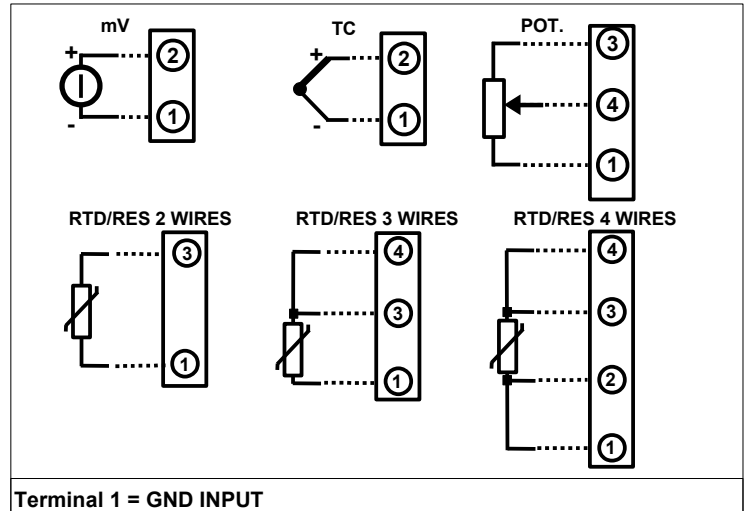 mV TC POT.
+ 2 + 2 3
4
- 1 - 1 1
RTD/RES 2 WIRES RTD/RES 3 WIRES RTD/RES 4 WIRES
3 4 4
3 3
2
1 1 1
Terminal 1 = GND INPUT